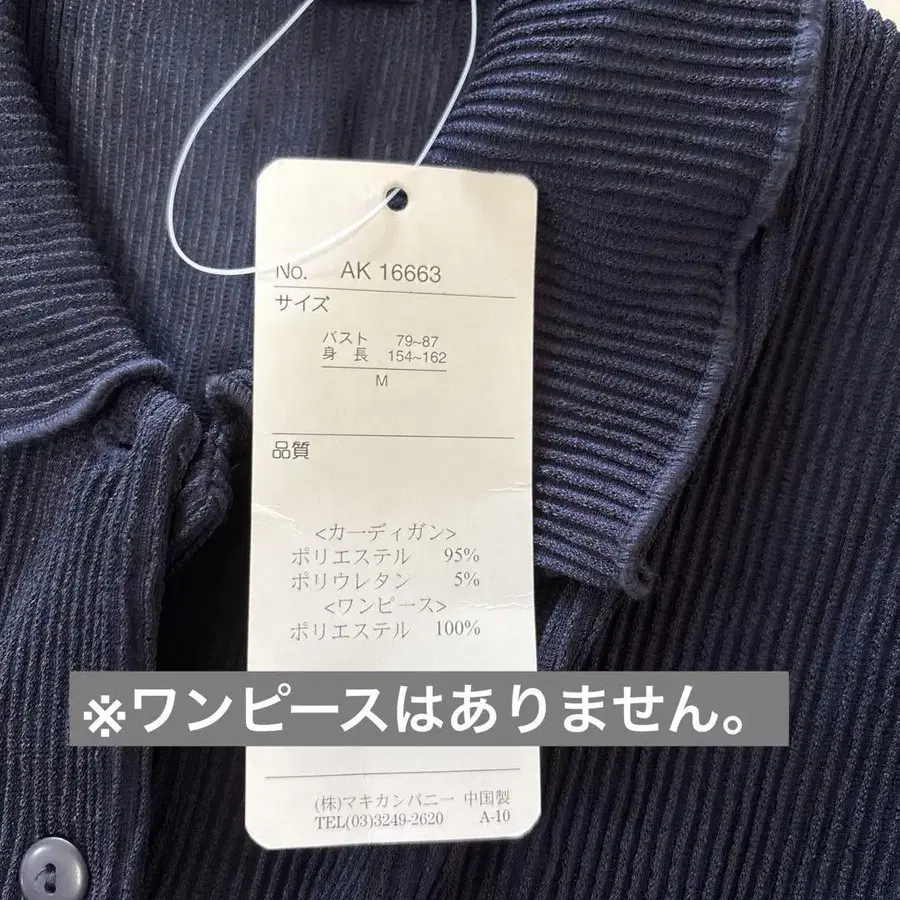 No. AK 16663
サイズ
バスト 79~87
身 長 154~162
M
品質
<カーディガン>
ポリエステル 95%
ポリウレタン 5%
<ワンピース>
ポリエステル 100%
※ワンピースはありません。
(株)マキカンパニー 中国製
TEL(03)3249-2620 A-10